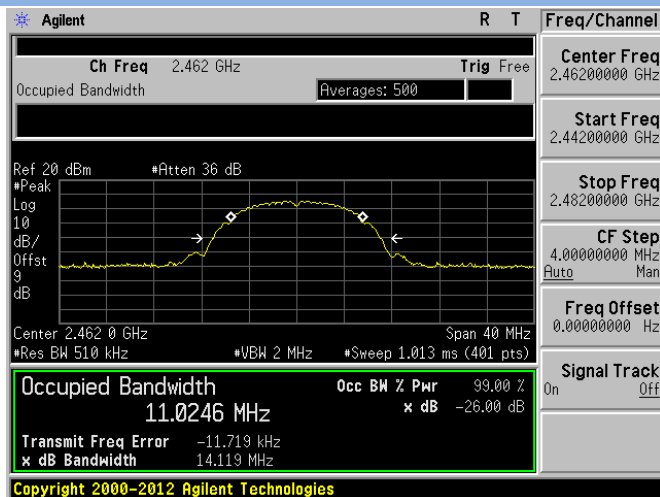 Agilent R T Freq/Channel
Ch Freq 2.462 GHz Trig Free
Occupied Bandwidth Averages: 500
Center Freq
2.46200000 GHz
Start Freq
2.44200000 GHz
Stop Freq
2.48200000 GHz
CF Step
4.00000000 MHz
Auto Man
Freq Offset
0.00000000 Hz
Signal Track
On Off
Ref 20 dBm #Atten 36 dB
#Peak
Log
10
dB/
Offst
9
dB
Center 2.462 0 GHz Span 40 MHz
#Res BW 510 kHz #VBW 2 MHz #Sweep 1.013 ms (401 pts)
Occupied Bandwidth Occ BW % Pwr 99.00 %
11.0246 MHz x dB -26.00 dB
Transmit Freq Error -11.719 kHz
x dB Bandwidth 14.119 MHz
Copyright 2000-2012 Agilent Technologies